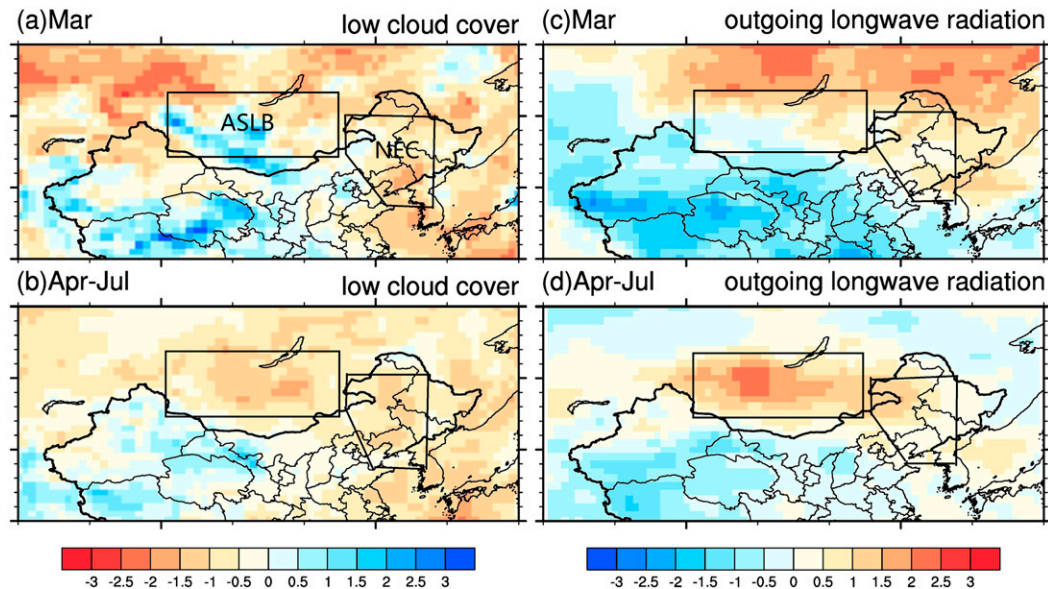 (a)Mar low cloud cover
(c)Mar outgoing longwave radiation
ASLB
NEC
(b)Apr-Jul low cloud cover
(d)Apr-Jul outgoing longwave radiation
-3 -2.5 -2 -1.5 -1 -0.5 0 0.5 1 1.5 2 2.5 3
-3 -2.5 -2 -1.5 -1 -0.5 0 0.5 1 1.5 2 2.5 3